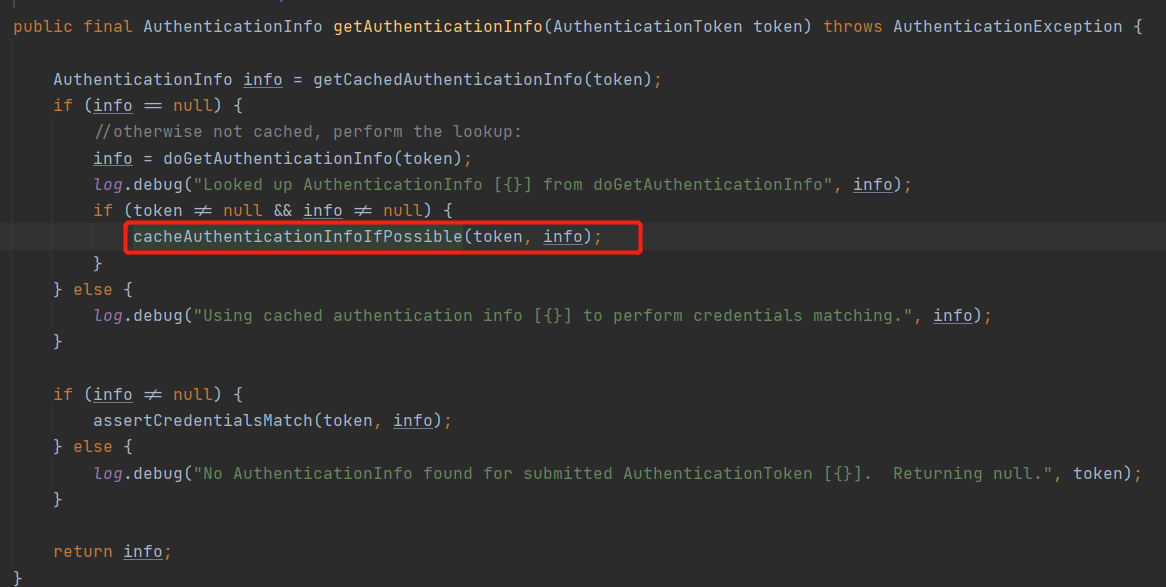 public final AuthenticationInfo getAuthenticationInfo(AuthenticationToken token) throws AuthenticationException {
AuthenticationInfo info = getCachedAuthenticationInfo(token);
if (info == null) {
//otherwise not cached, perform the lookup:
info = doGetAuthenticationInfo(token);
log.debug("Looked up AuthenticationInfo [{}] from doGetAuthenticationInfo", info);
if (token != null && info != null) {
cacheAuthenticationInfoIfPossible(token, info);
}
} else {
log.debug("Using cached authentication info [{}] to perform credentials matching.", info);
}
if (info != null) {
assertCredentialsMatch(token, info);
} else {
log.debug("No AuthenticationInfo found for submitted AuthenticationToken [{}].  Returning null.", token);
}
return info;
}